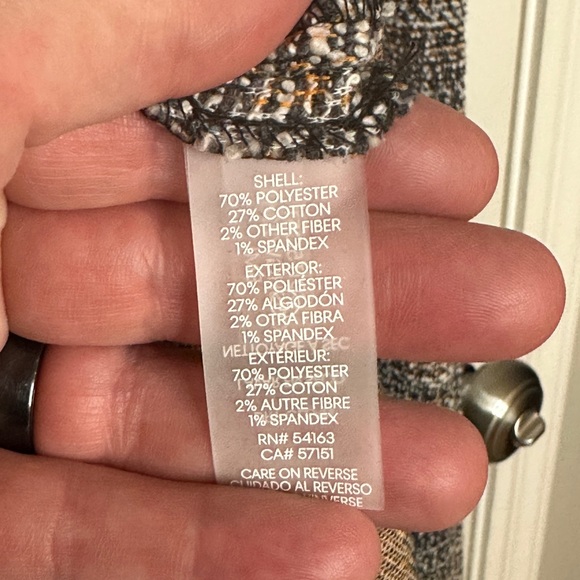 SHELL:
70% POLYESTER
27% COTTON
2% OTHER FIBER
1% SPANDEX
EXTERIOR:
70% POLIÉSTER
27% ALGODÓN
2% OTRA FIBRA
1% SPANDEX
EXTÉRIEUR:
70% POLYESTER
27% COTON
2% AUTRE FIBRE
1% SPANDEX
RN# 54163
CA# 57151
CARE ON REVERSE
CUIDADO AL REVERSO